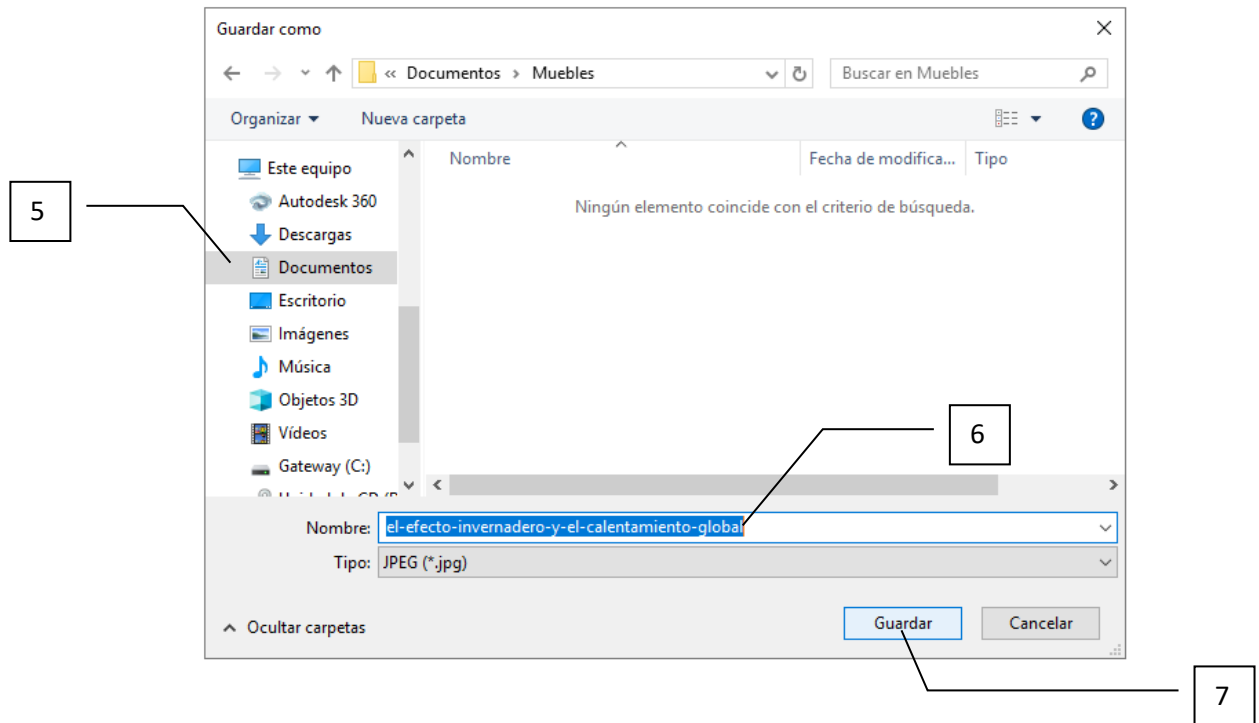 Guardar como
« Documentos > Muebles
Buscar en Muebles
Organizar
Nueva carpeta
Este equipo
Nombre
Fecha de modifica...
Tipo
Autodesk 360
5
Ningún elemento coincide con el criterio de búsqueda.
Descargas
Documentos
Escritorio
Imágenes
Música
Objetos 3D
Vídeos
6
Gateway (C:)
Nombre: el-efecto-invernadero-y-el-calentamiento-global
Tipo: JPEG (*.jpg)
Ocultar carpetas
Guardar
Cancelar
7